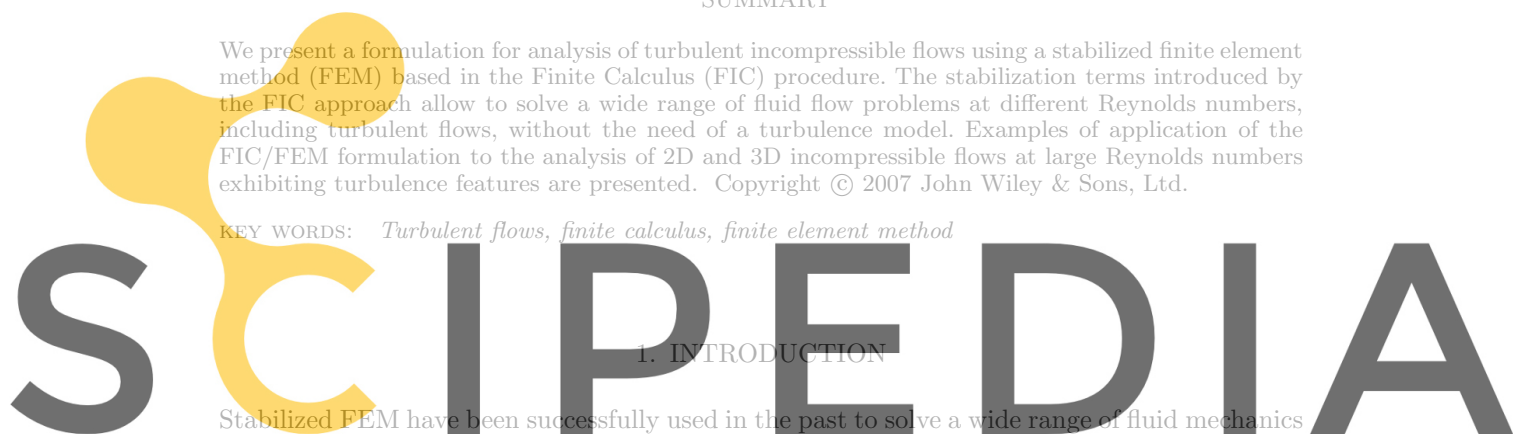 SUMMARY
We present a formulation for analysis of turbulent incompressible flows using a stabilized finite element
method (FEM) based in the Finite Calculus (FIC) procedure. The stabilization terms introduced by
the FIC approach allow to solve a wide range of fluid flow problems at different Reynolds numbers,
including turbulent flows, without the need of a turbulence model. Examples of application of the
FIC/FEM formulation to the analysis of 2D and 3D incompressible flows at large Reynolds numbers
exhibiting turbulence features are presented. Copyright © 2007 John Wiley & Sons, Ltd.
KEY WORDS: Turbulent flows, finite calculus, finite element method
SCIPEDIA
1. INTRODUCTION
Stabilized FEM have been successfully used in the past to solve a wide range of fluid mechanics